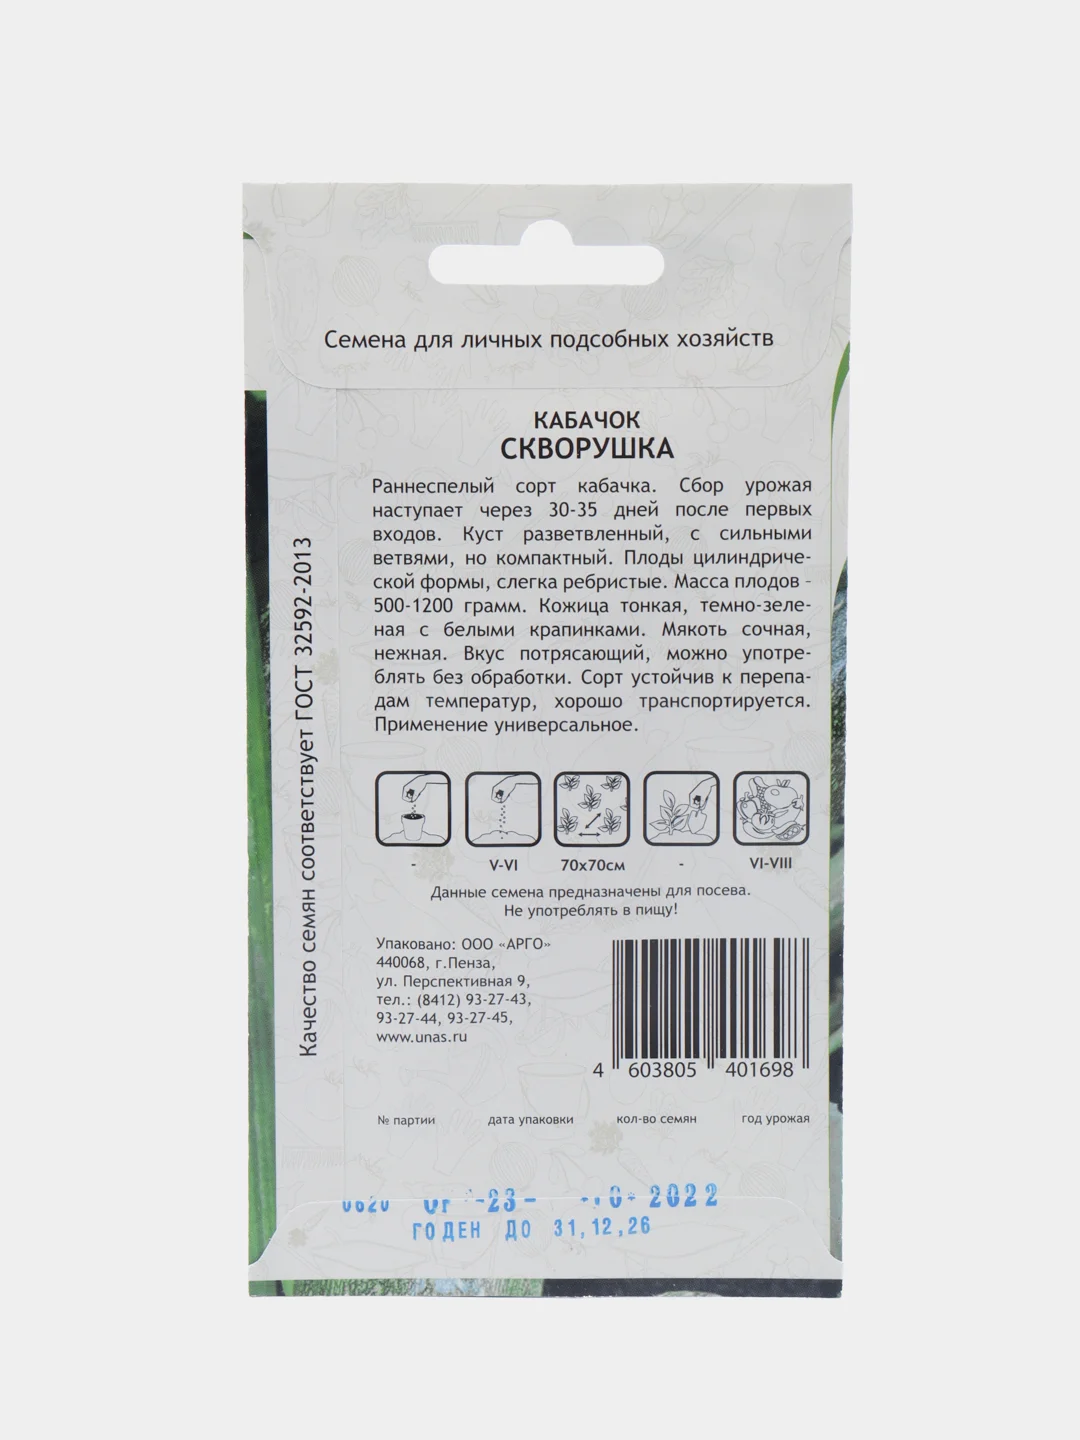 Семена для личных подсобных хозяйств
КАБАЧОК
СКВОРУШКА
Раннеспелый сорт кабачка. Сбор урожая
наступает через 30-35 дней после первых
входов. Куст разветвленный, с сильными
ветвями, но компактный. Плоды цилиндриче-
ской формы, слегка ребристые. Масса плодов -
500-1200 грамм. Кожица тонкая, темно-зеле-
ная с белыми крапинками. Мякоть сочная,
нежная. Вкус потрясающий, можно употре-
блять без обработки. Сорт устойчив к перепа-
дам температур, хорошо транспортируется.
Применение универсальное.
Качество семян соответствует ГОСТ 32592-2013
- V-VI 70х70см - VI-VIII
Данные семена предназначены для посева.
Не употреблять в пищу!
Упаковано: ООО «АРГО»
440068, г.Пенза,
ул. Перспективная 9,
тел.: (8412) 93-27-43,
93-27-44, 93-27-45,
www.unas.ru
4 603805 401698
№ партии дата упаковки кол-во семян год урожая
0620 -23- 2022
ГОДЕН ДО 31,12,26